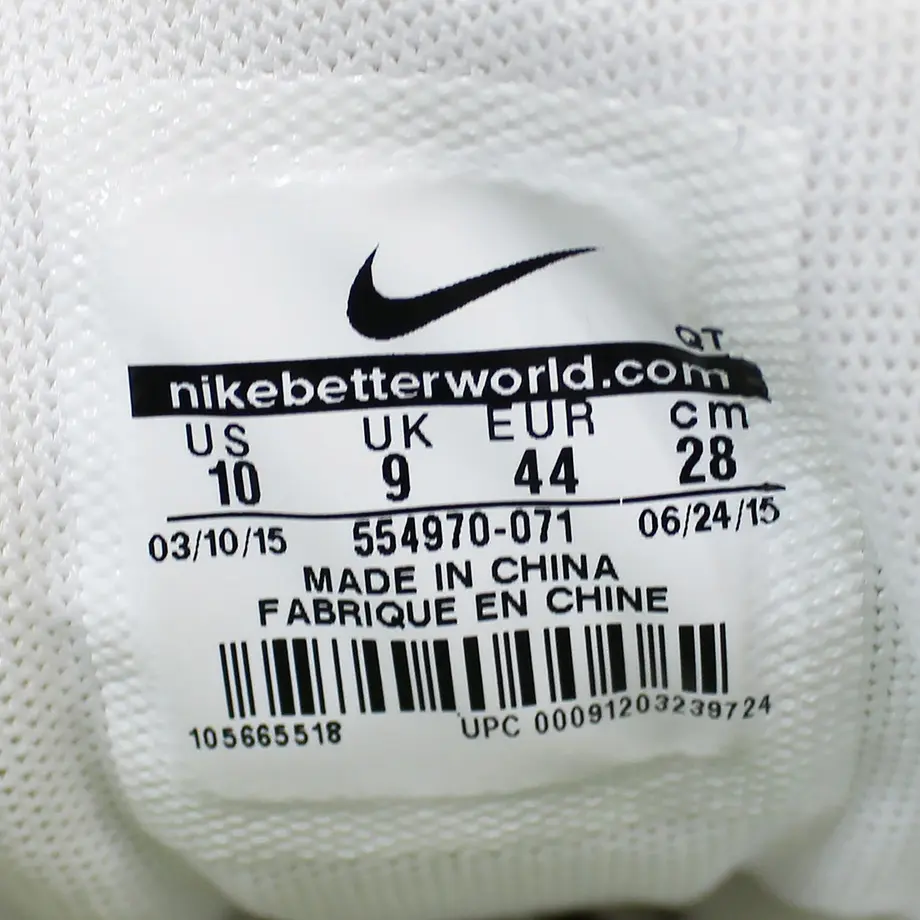 QT
nikebetterworld.com
US UK EUR cm
10 9 44 28
03/10/15 554970-071 06/24/15
MADE IN CHINA
FABRIQUE EN CHINE
105665518 UPC 00091203239724